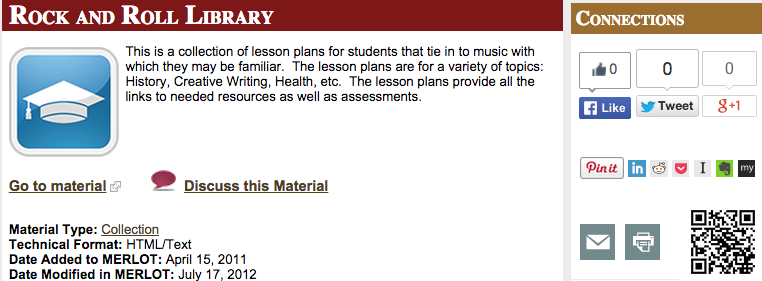 Rock and Roll Library
This is a collection of lesson plans for students that tie in to music with
which they may be familiar.  The lesson plans are for a variety of topics:
History, Creative Writing, Health, etc.  The lesson plans provide all the
links to needed resources as well as assessments.
Go to material
Discuss this Material
Material Type: Collection
Technical Format: HTML/Text
Date Added to MERLOT: April 15, 2011
Date Modified in MERLOT: July 17, 2012
Connections
0 0 0
Like Tweet g+1
Pin it in my